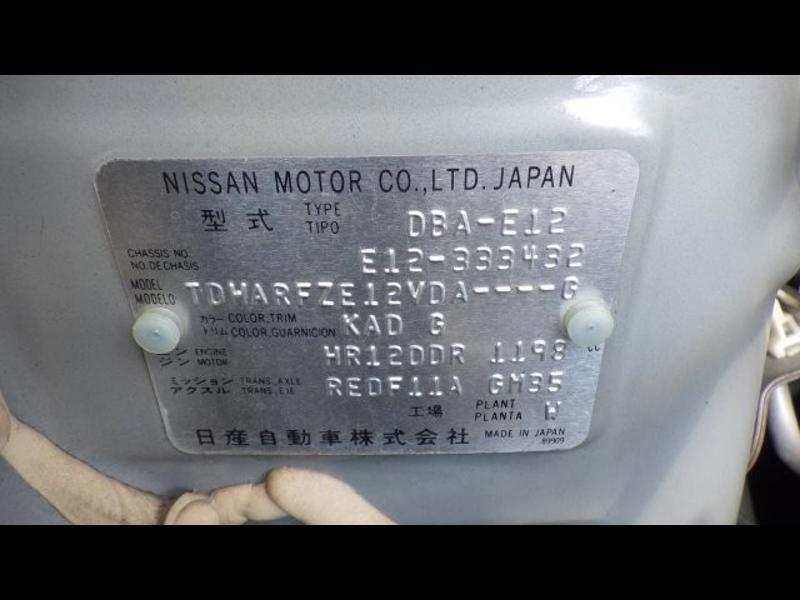 NISSAN MOTOR CO.,LTD. JAPAN
型式 TYPE TIPO DBA-E12
CHASSIS NO. NO. DE CHASIS E12-333432
MODEL MODELO TDHARFZE12VDA----G
カラー COLOR, TRIM トリム COLOR, GUARNICION KAD G
ン ENGINE ジン MOTOR HR12DDR 1198 cc
ミッション TRANS. AXLE アクスル TRANS. EJE REDF11A GM35
工場 PLANT PLANTA W
日産自動車株式会社 MADE IN JAPAN
89909